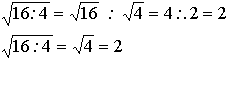 √(16:4) = √16 : √4 = 4:2 = 2
√(16:4) = √4 = 2